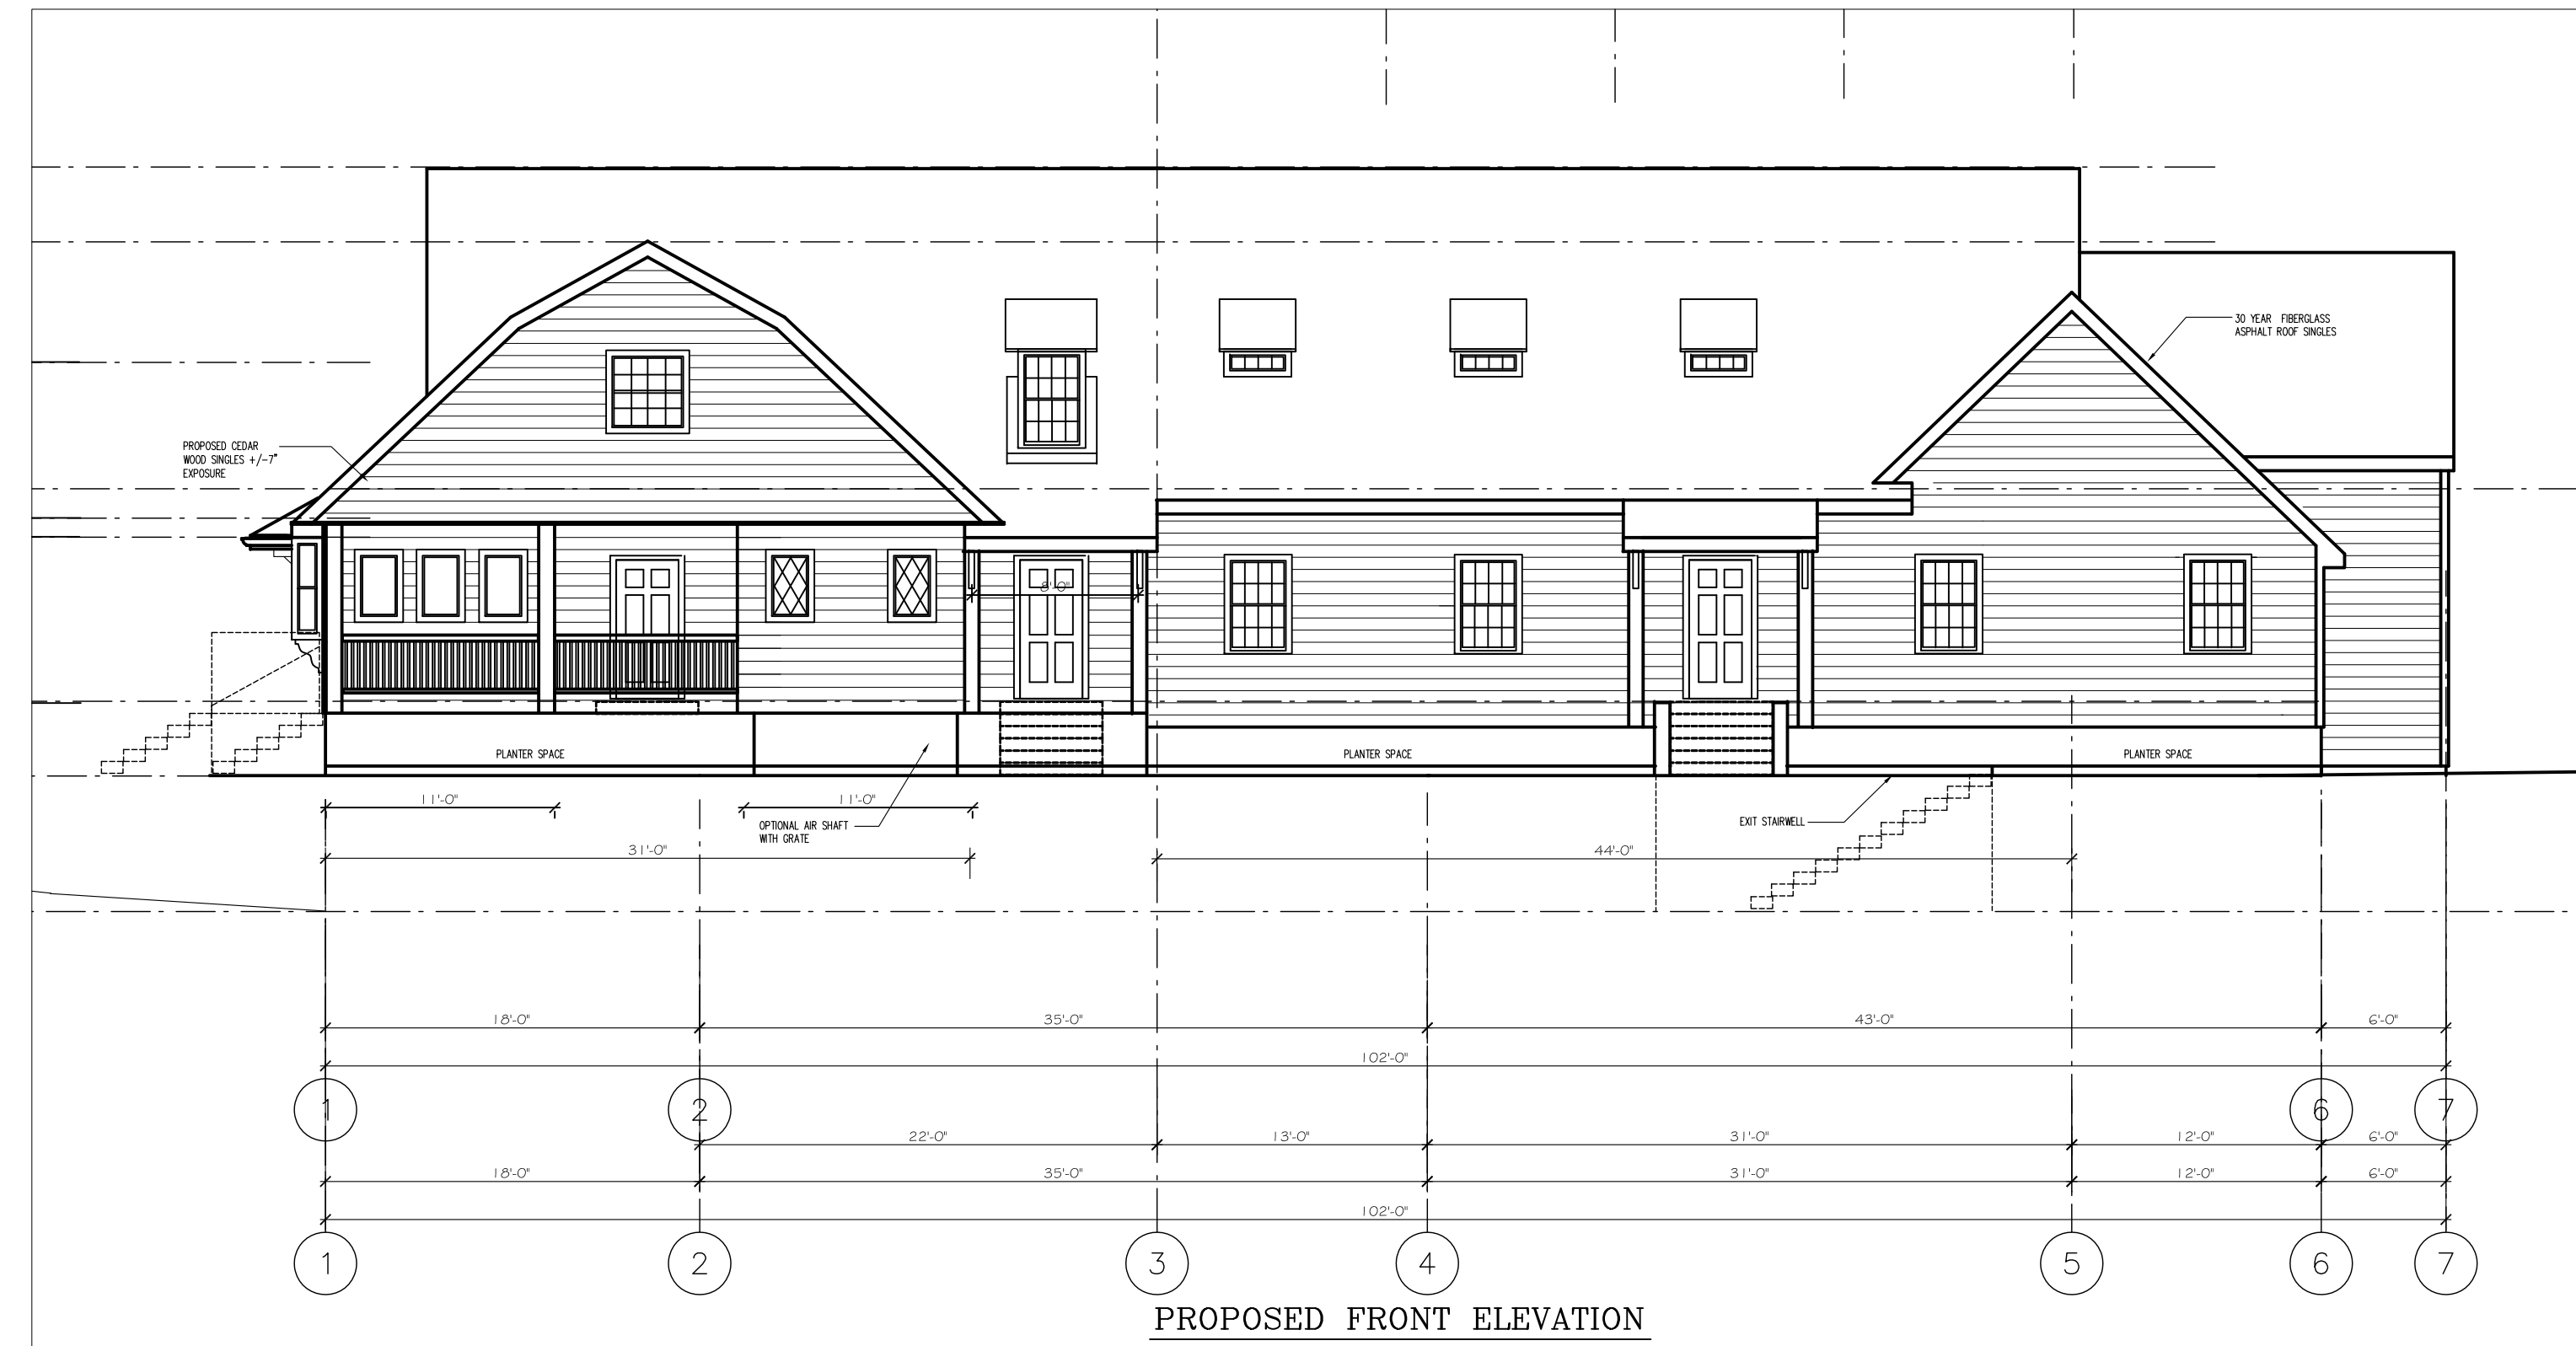 30 YEAR FIBERGLASS
ASPHALT ROOF SINGLES
PROPOSED CEDAR
WOOD SINGLES +/-7"
EXPOSURE
8'-0"
PLANTER SPACE
PLANTER SPACE
PLANTER SPACE
11'-0"
11'-0"
OPTIONAL AIR SHAFT
WITH GRATE
EXIT STAIRWELL
31'-0"
44'-0"
18'-0"
35'-0"
43'-0"
6'-0"
102'-0"
1
2
6
7
22'-0"
13'-0"
31'-0"
12'-0"
6'-0"
18'-0"
35'-0"
31'-0"
12'-0"
6'-0"
102'-0"
1
2
3
4
5
6
7
PROPOSED FRONT ELEVATION